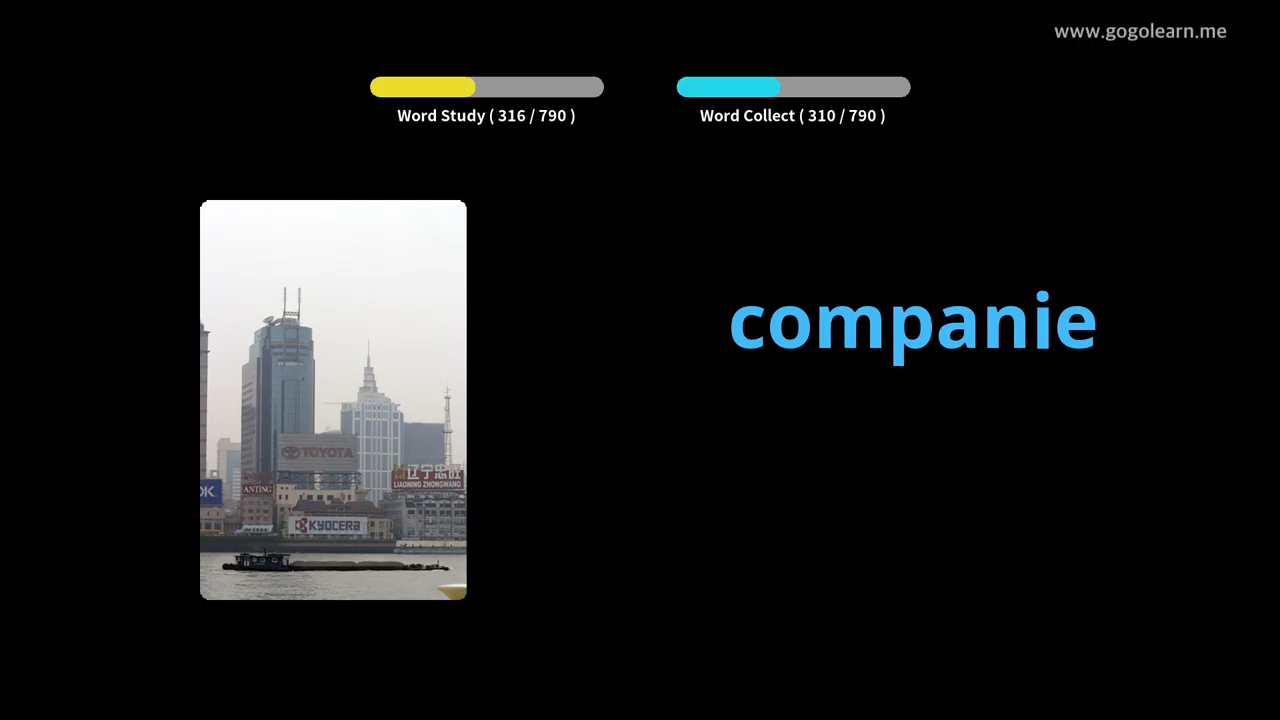 www.gogolearn.me
Word Study ( 316 / 790 )
Word Collect ( 310 / 790 )
companie
TOYOTA
辽宁忠旺
LIAONING ZHONGWANG
ANTING
OK
KYOCERA